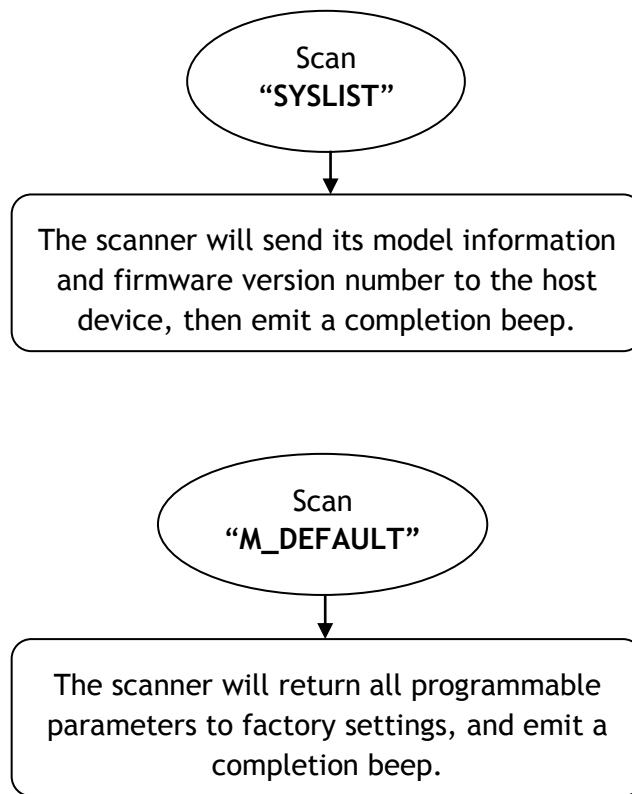 Scan
“SYSLIST”
The scanner will send its model information
and firmware version number to the host
device, then emit a completion beep.
Scan
“M_DEFAULT”
The scanner will return all programmable
parameters to factory settings, and emit a
completion beep.